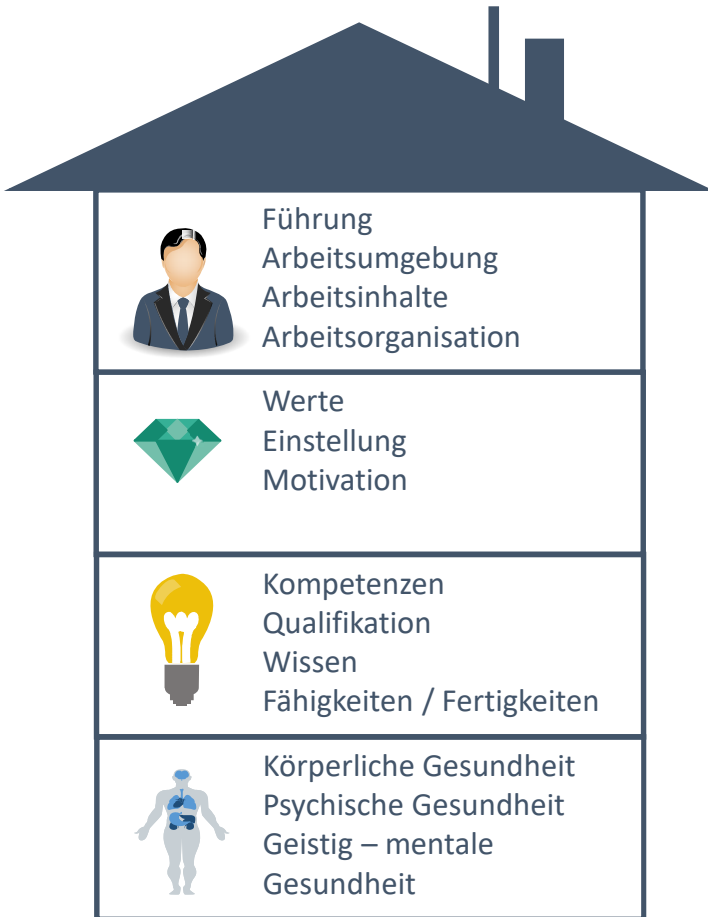 Führung
Arbeitsumgebung
Arbeitsinhalte
Arbeitsorganisation
Werte
Einstellung
Motivation
Kompetenzen
Qualifikation
Wissen
Fähigkeiten / Fertigkeiten
Körperliche Gesundheit
Psychische Gesundheit
Geistig – mentale
Gesundheit